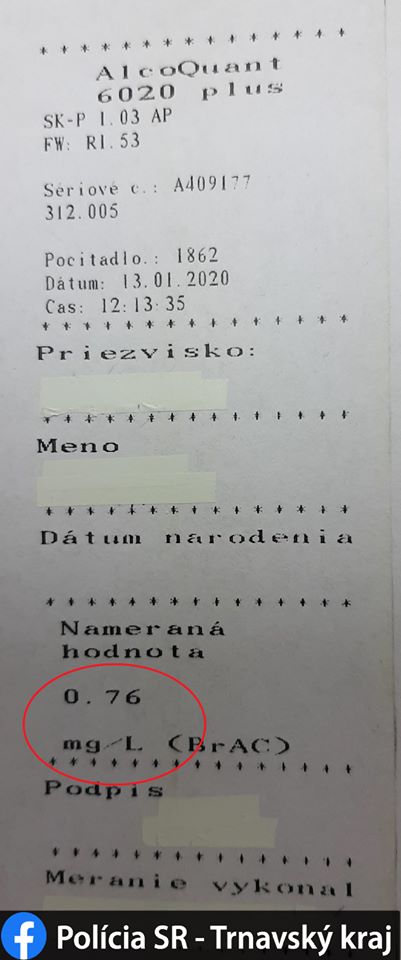 * * * * * * * * * * * * * * *
AlcoQuant
6020 plus
SK-P 1.03 AP
FW: R1.53
Sériové c.: A409177
312.005
Pocitadlo.: 1862
Dátum: 13.01.2020
Cas: 12:13:35
* * * * * * * * * * * * * * *
Priezvisko:
* * * * * * * * * * * * * * *
Meno
* * * * * * * * * * * * * * *
Dátum narodenia
* * * * * * * * * * * * * * *
Nameraná
hodnota
0.76
mg/L (BrAC)
* * * * * * * * * * * * * * *
Podpis
* * * * * * * * * * * * * * *
Meranie vykonal
f Polícia SR - Trnavský kraj